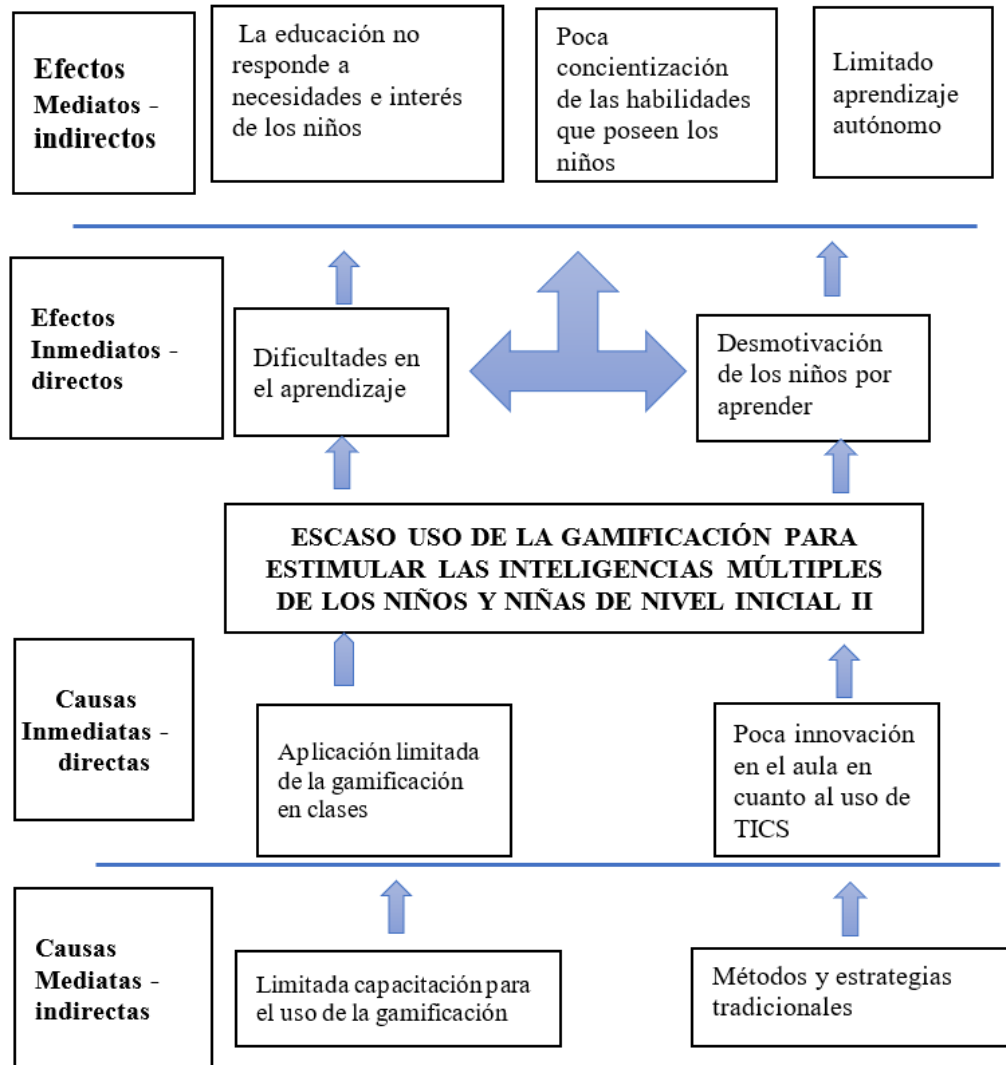 Efectos
Mediatos -
indirectos
La educación no
responde a
necesidades e interés
de los niños
Poca
concientización
de las habilidades
que poseen los
niños
Limitado
aprendizaje
autónomo
Efectos
Inmediatos -
directos
Dificultades en
el aprendizaje
Desmotivación
de los niños por
aprender
ESCASO USO DE LA GAMIFICACIÓN PARA
ESTIMULAR LAS INTELIGENCIAS MÚLTIPLES
DE LOS NIÑOS Y NIÑAS DE NIVEL INICIAL II
Causas
Inmediatas -
directas
Aplicación limitada
de la gamificación
en clases
Poca innovación
en el aula en
cuanto al uso de
TICS
Causas
Mediatas -
indirectas
Limitada capacitación para
el uso de la gamificación
Métodos y estrategias
tradicionales